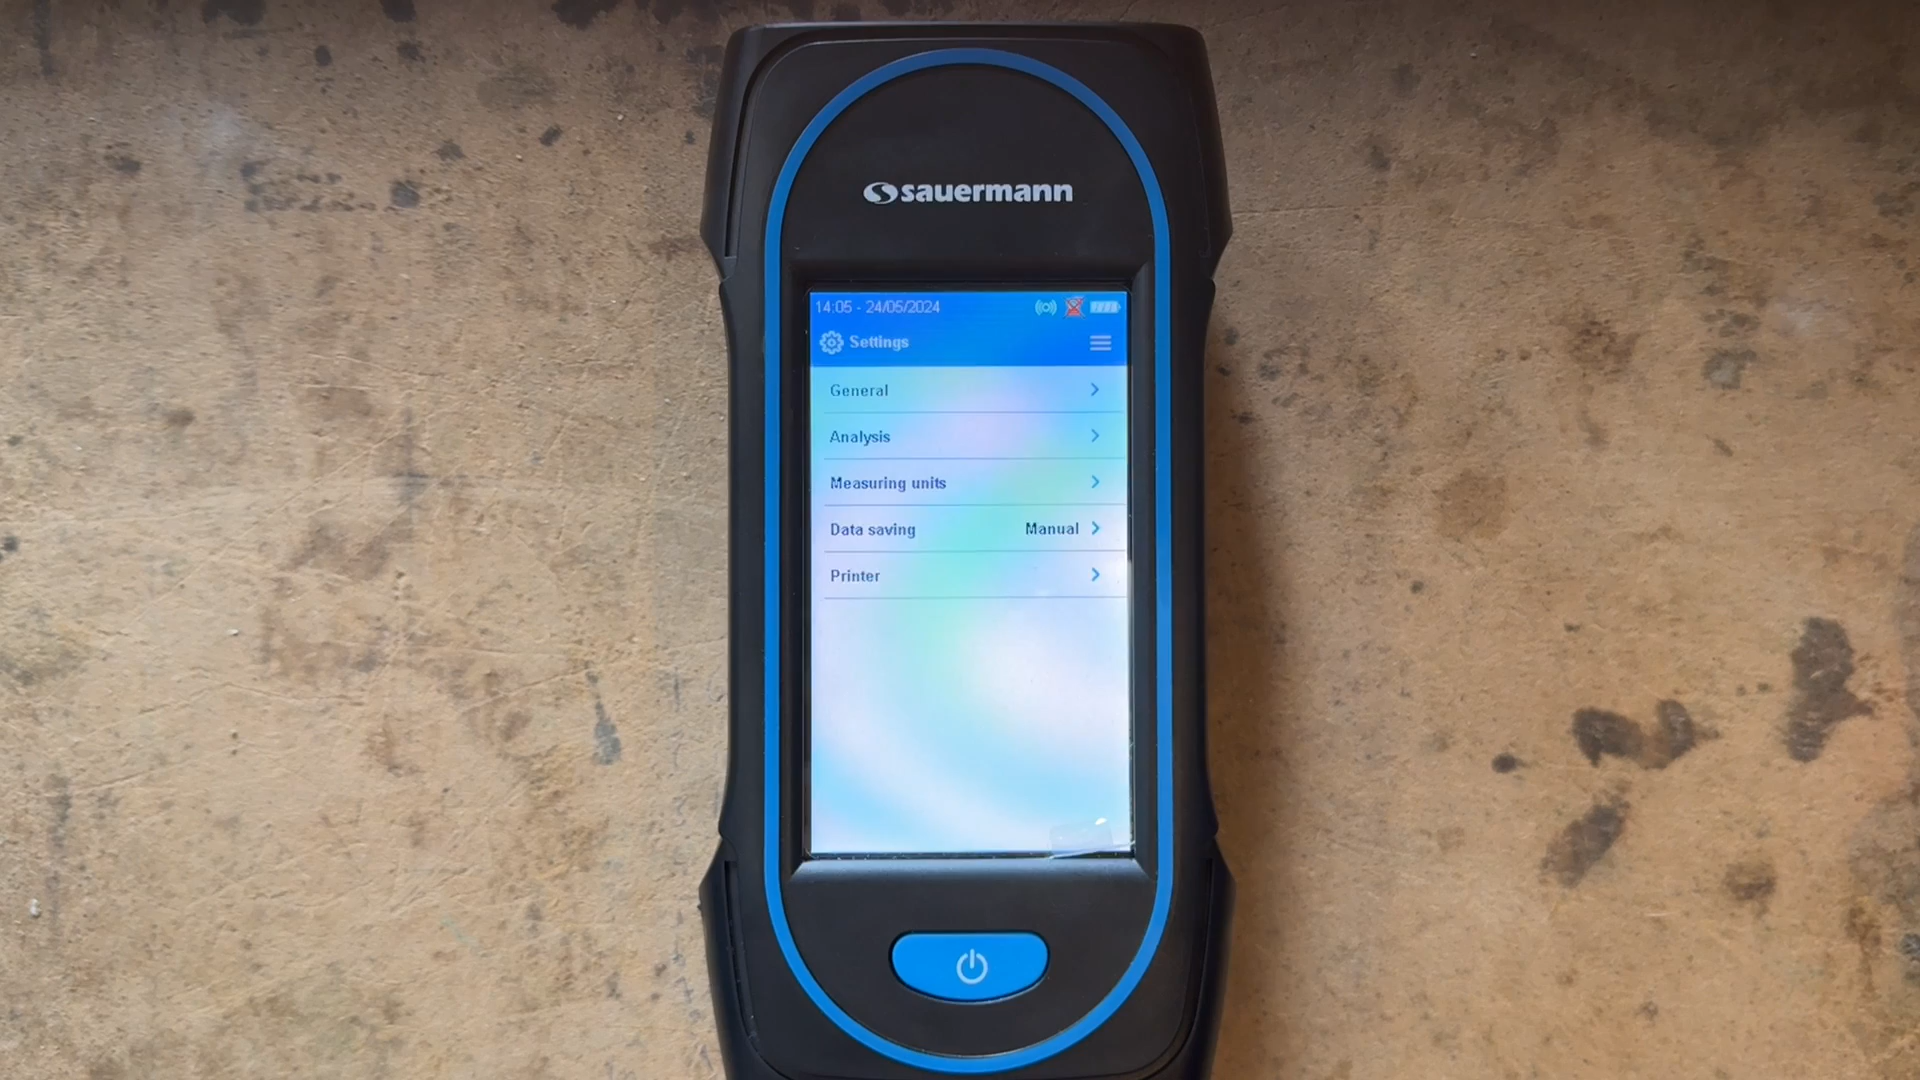 sauermann
14:05 - 24/05/2024
Settings
General
Analysis
Measuring units
Data saving Manual
Printer